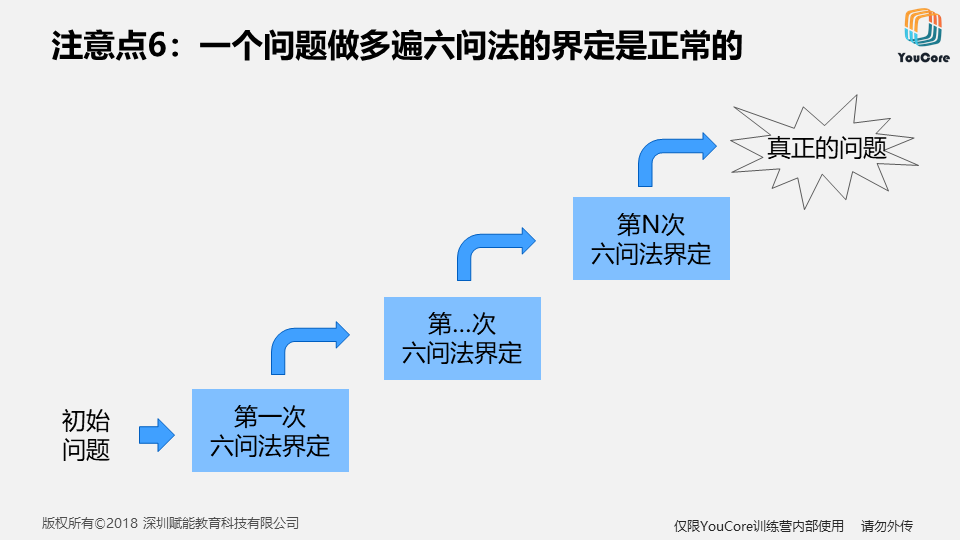 注意点6：一个问题做多遍六问法的界定是正常的
YouCore
真正的问题
第N次
六问法界定
第...次
六问法界定
第一次
六问法界定
初始
问题
版权所有©2018 深圳赋能教育科技有限公司
仅限YouCore训练营内部使用 请勿外传